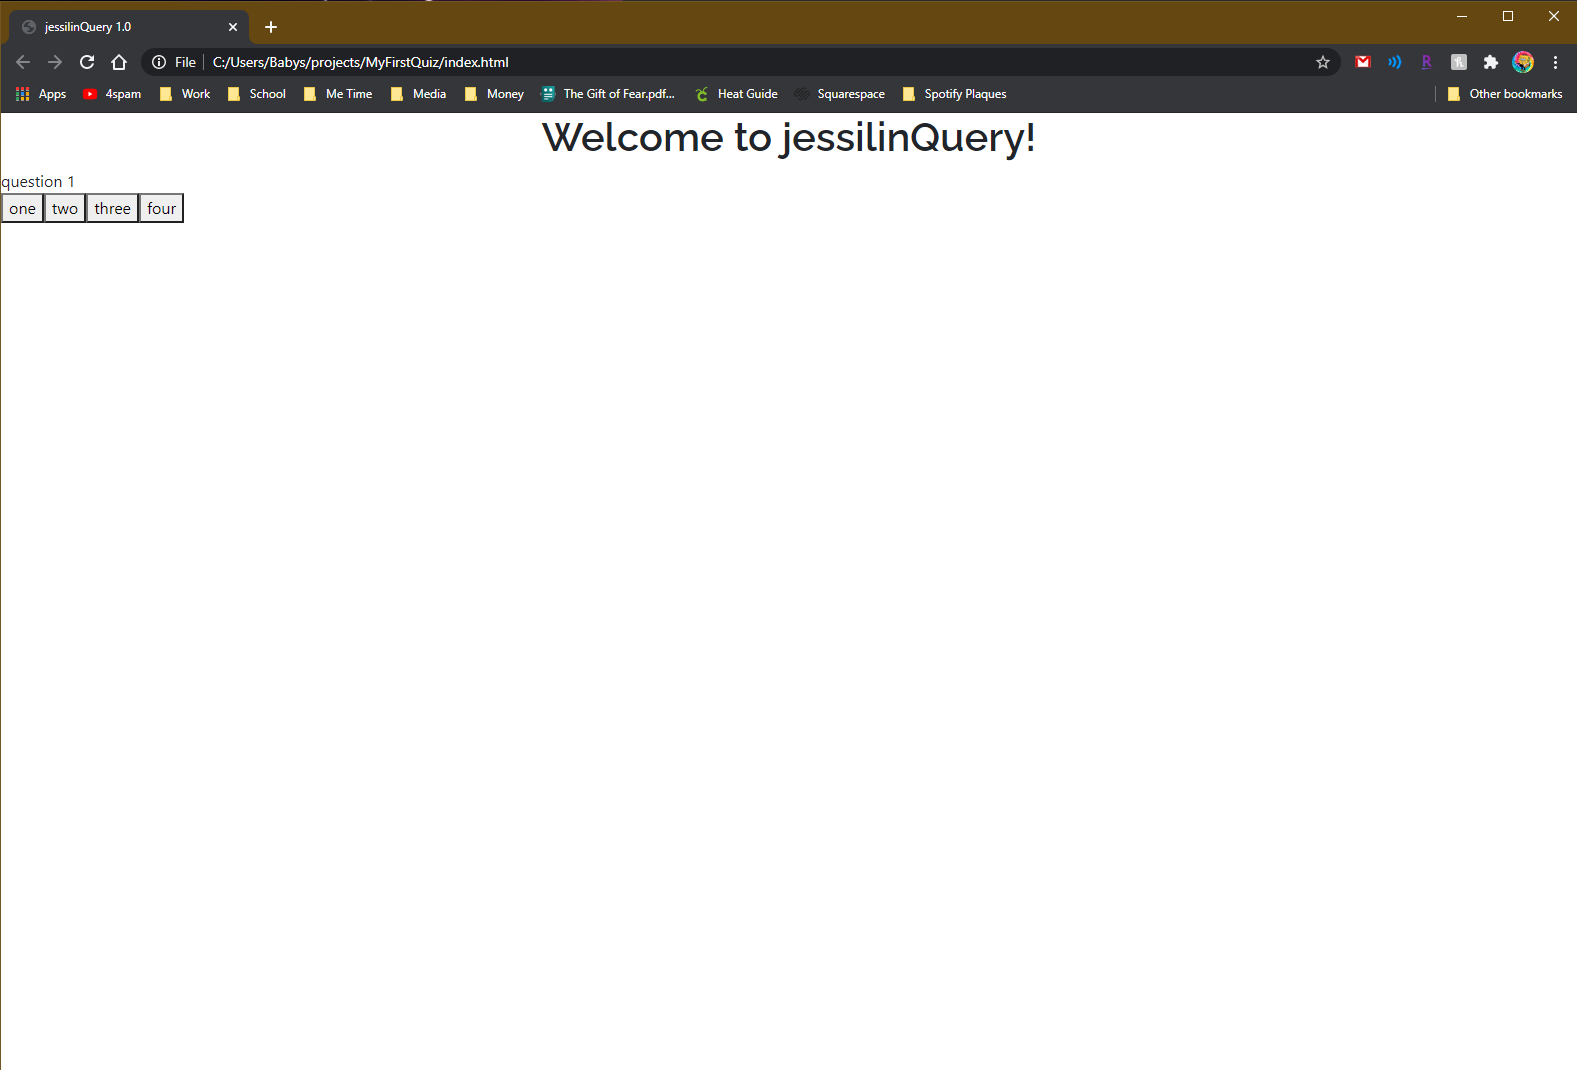 jessilinQuery 1.0
File C:/Users/Babys/projects/MyFirstQuiz/index.html R
Apps 4spam Work School Me Time Media Money The Gift of Fear.pdf... Heat Guide Squarespace Spotify Plaques Other bookmarks
Welcome to jessilinQuery!
question 1
one two three four